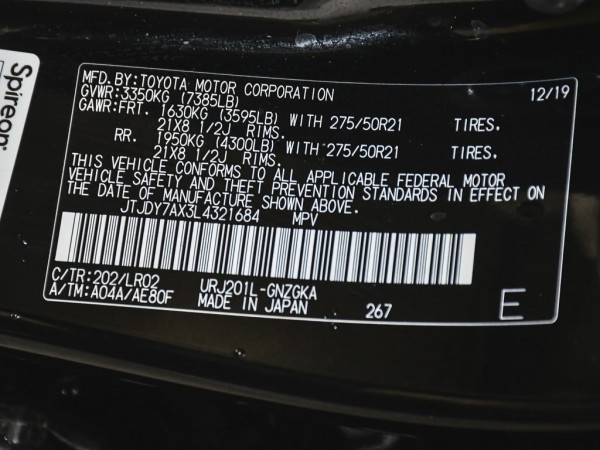 Spirean
MFD. BY: TOYOTA MOTOR CORPORATION 12/19
GVWR: 3350KG (7385LB)
GAWR: FRT. 1630KG (3595LB) WITH 275/50R21 TIRES.
21X8 1/2J RIMS.
RR. 1950KG (4300LB) WITH 275/50R21 TIRES.
21X8 1/2J RIMS.
THIS VEHICLE CONFORMS TO ALL APPLICABLE FEDERAL MOTOR
VEHICLE SAFETY AND THEFT PREVENTION STANDARDS IN EFFECT ON
THE DATE OF MANUFACTURE SHOWN ABOVE.
JTJDY7AX3L4321684 MPV
C/TR: 202/LR02 URJ201L-GNZGKA
A/TM: A04A/AE80F MADE IN JAPAN 267 E